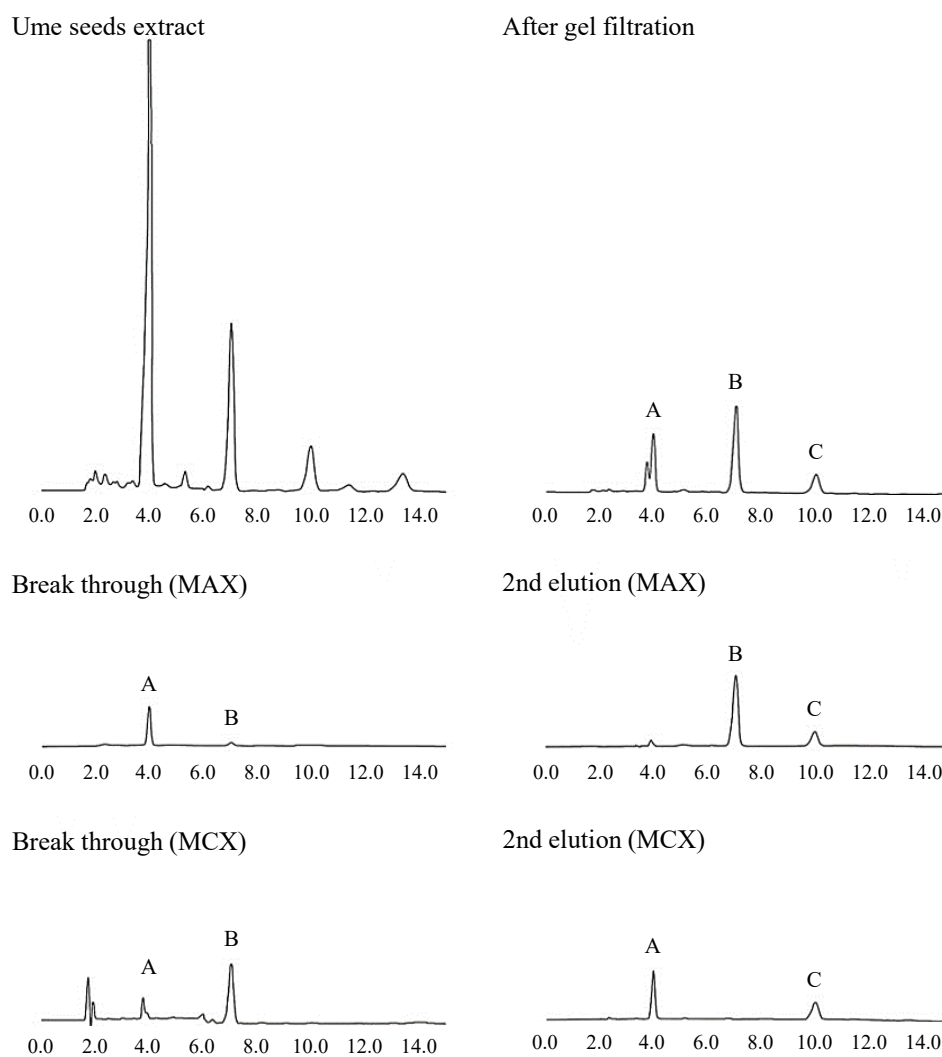 Ume seeds extract
After gel filtration
A
B
C
0.0 2.0 4.0 6.0 8.0 10.0 12.0 14.0
0.0 2.0 4.0 6.0 8.0 10.0 12.0 14.0
Break through (MAX)
2nd elution (MAX)
A
B
B
C
0.0 2.0 4.0 6.0 8.0 10.0 12.0 14.0
0.0 2.0 4.0 6.0 8.0 10.0 12.0 14.0
Break through (MCX)
2nd elution (MCX)
A
B
A
C
0.0 2.0 4.0 6.0 8.0 10.0 12.0 14.0
0.0 2.0 4.0 6.0 8.0 10.0 12.0 14.0